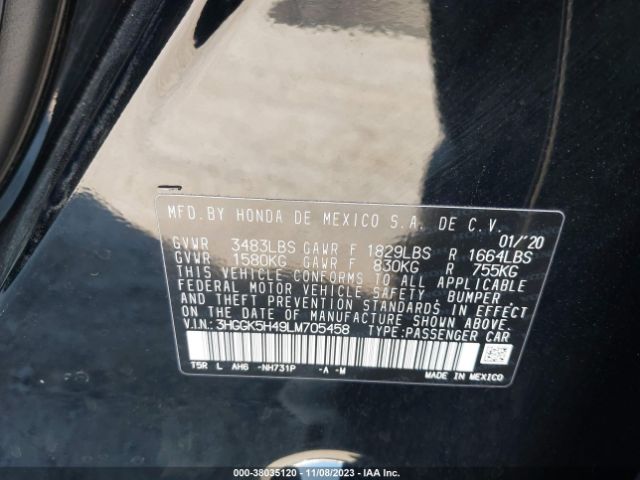 MFD. BY HONDA DE MEXICO S.A. DE C.V.
01/'20
GVWR 3483LBS GAWR F 1829LBS R 1664LBS
GVWR 1580KG GAWR F 830KG R 755KG
THIS VEHICLE CONFORMS TO ALL APPLICABLE
FEDERAL MOTOR VEHICLE SAFETY, BUMPER,
AND THEFT PREVENTION STANDARDS IN EFFECT
ON THE DATE OF MANUFACTURE SHOWN ABOVE.
V.I.N.: 3HGGK5H49LM705458 TYPE:PASSENGER CAR
T5R L AH6 -NH731P -A -M MADE IN MEXICO
000-38035120 - 11/08/2023 - IAA Inc.